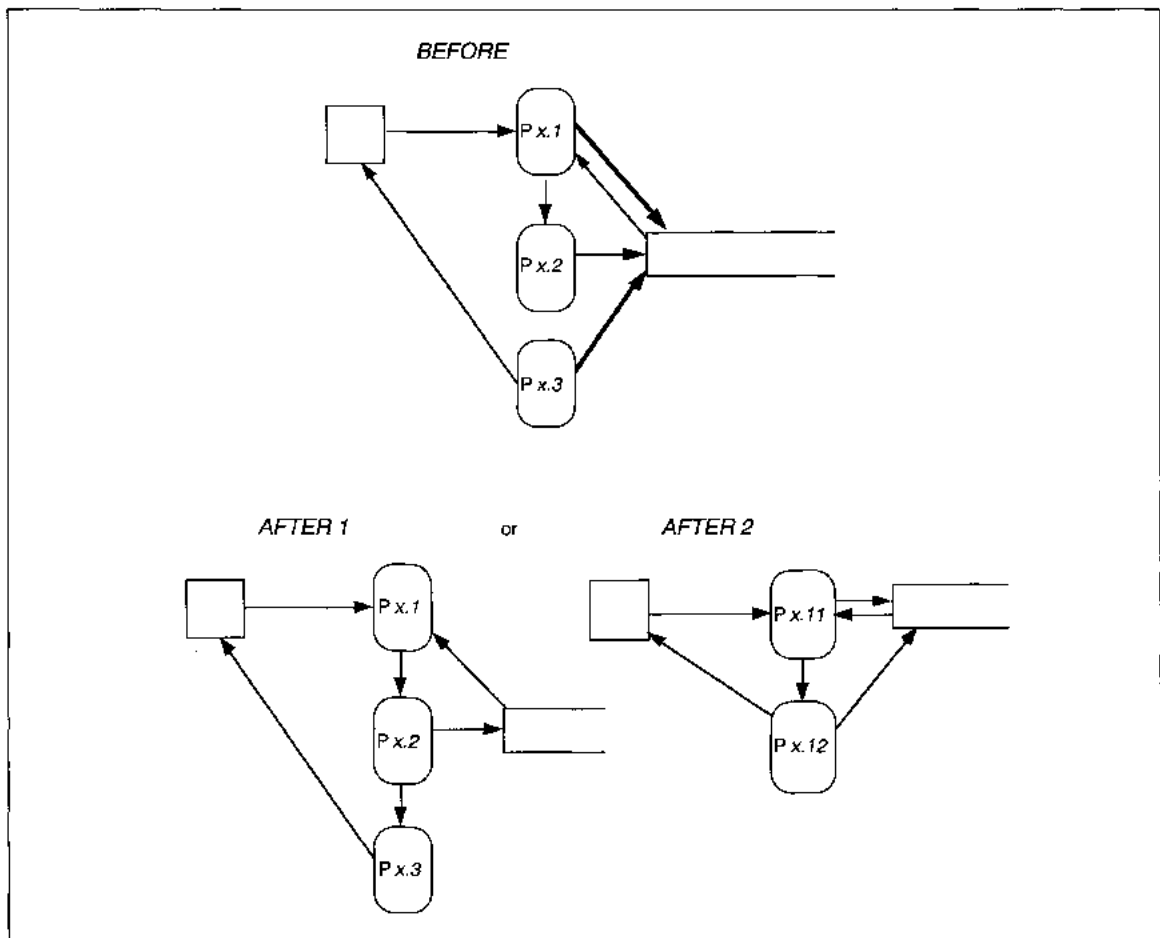 BEFORE
P x.1
P x.2
P x.3
AFTER 1 or AFTER 2
P x.1
P x.11
P x.2
P x.12
P x.3